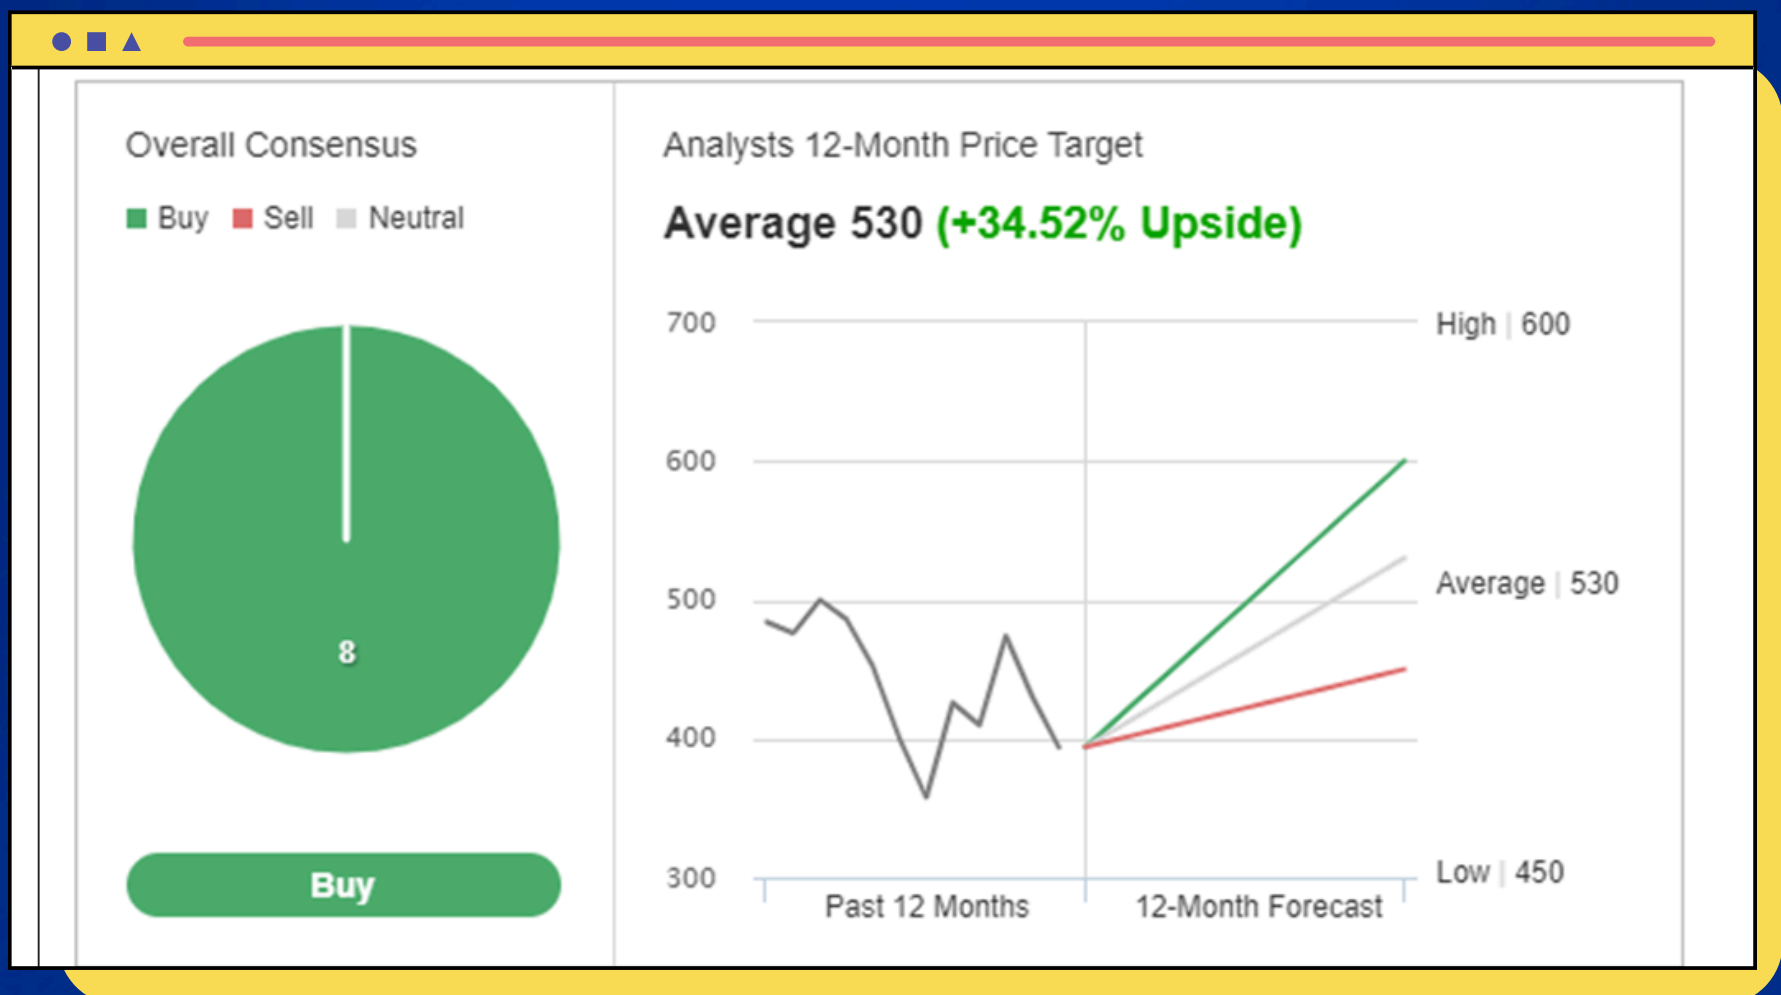 Overall Consensus
Buy Sell Neutral
8
Buy
Analysts 12-Month Price Target
Average 530 (+34.52% Upside)
700
600
500
400
300
High | 600
Average | 530
Low | 450
Past 12 Months
12-Month Forecast